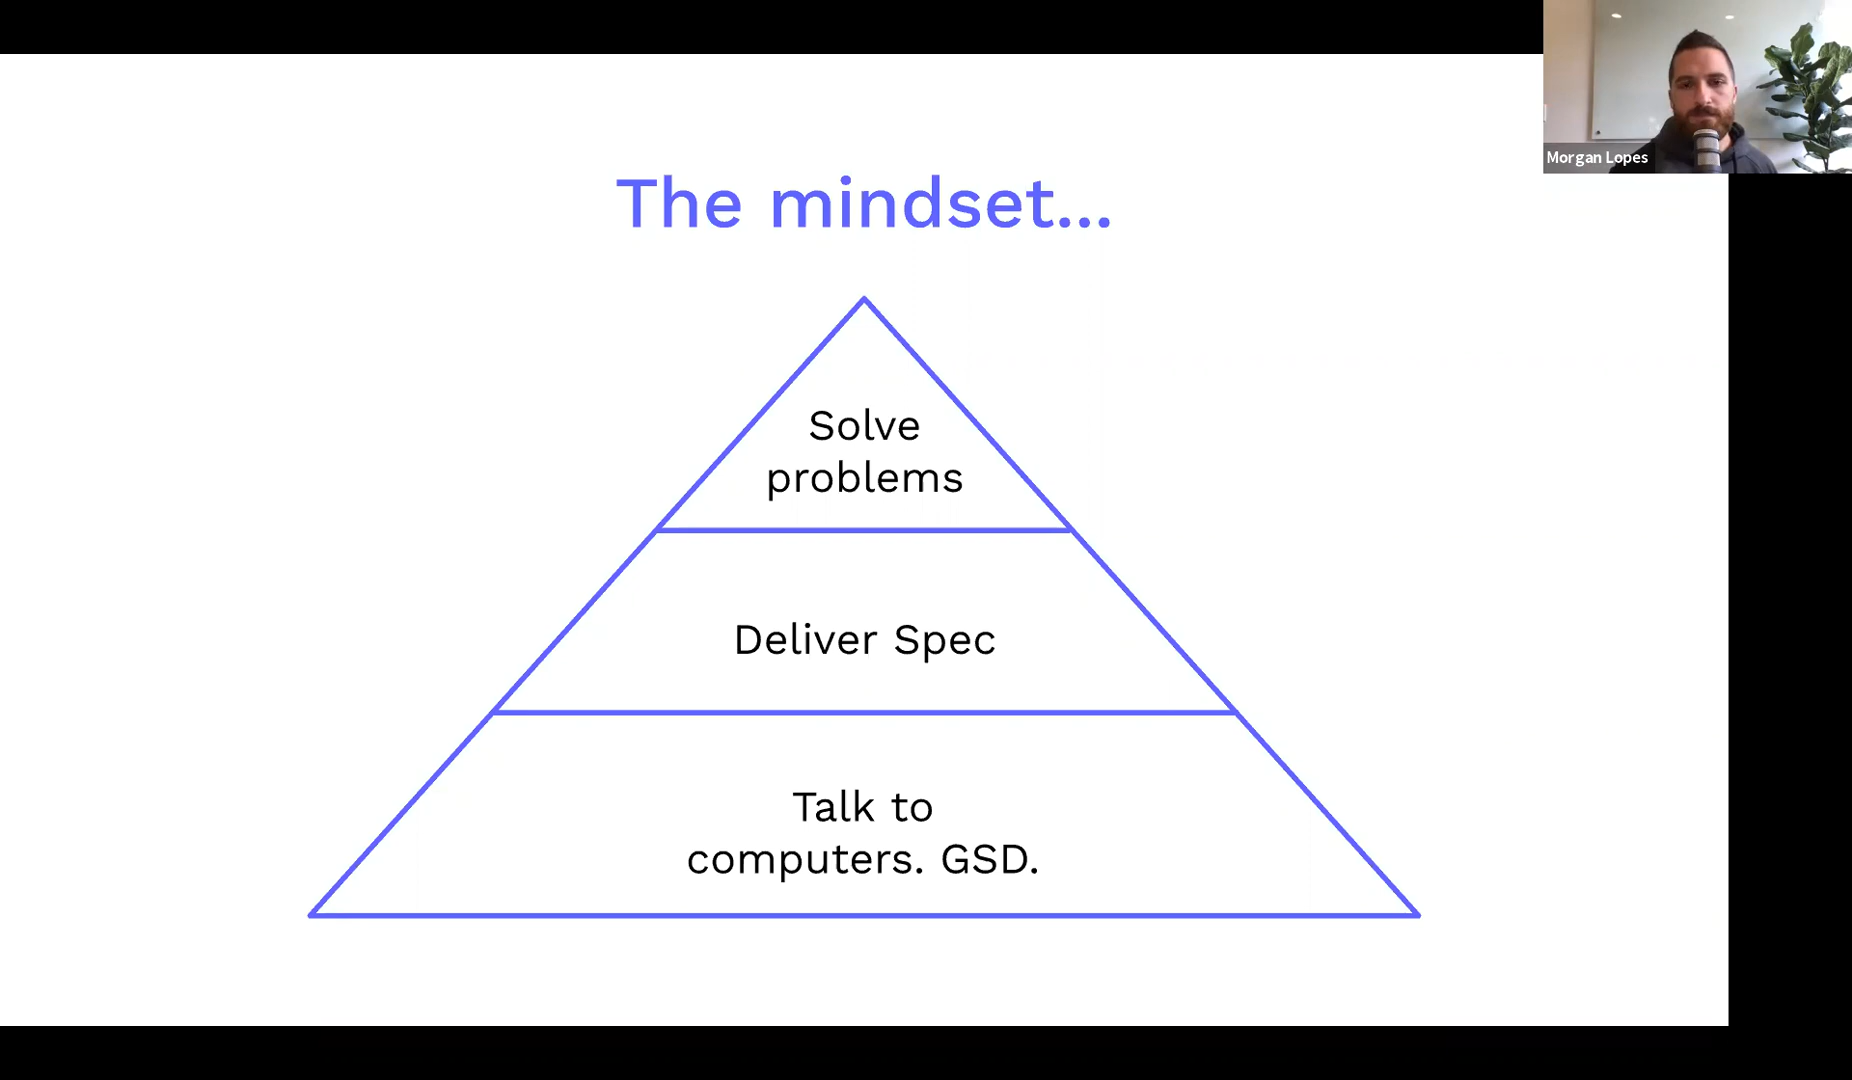 The mindset...
Solve
problems
Deliver Spec
Talk to
computers. GSD.
Morgan Lopes